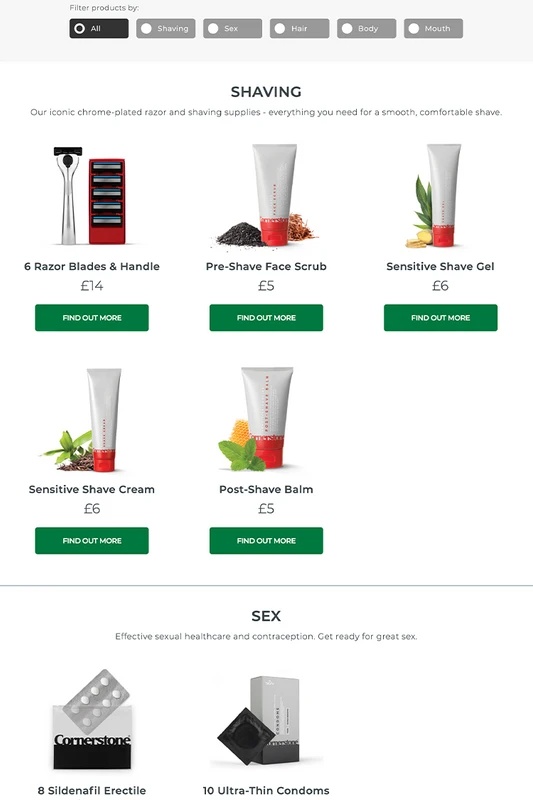 Filter products by:
All Shaving Sex Hair Body Mouth
SHAVING
Our iconic chrome-plated razor and shaving supplies - everything you need for a smooth, comfortable shave.
6 Razor Blades & Handle Pre-Shave Face Scrub Sensitive Shave Gel
£14 £5 £6
FIND OUT MORE FIND OUT MORE FIND OUT MORE
POST-SHAVE BALM
Sensitive Shave Cream Post-Shave Balm
£6 £5
FIND OUT MORE FIND OUT MORE
SEX
Effective sexual healthcare and contraception. Get ready for great sex.
Cornerstone
CONDOMS
8 Sildenafil Erectile 10 Ultra-Thin Condoms